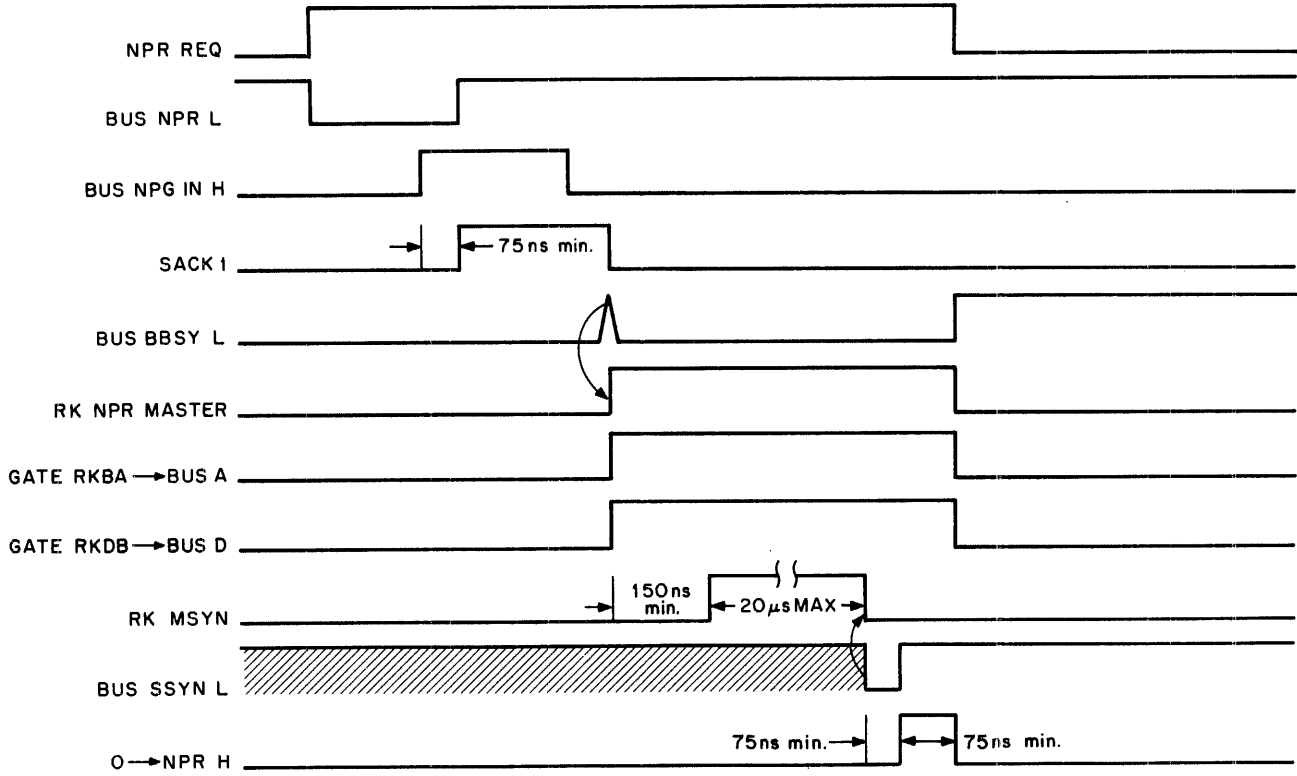 NPR REQ
BUS NPR L
BUS NPG IN H
75ns min.
SACK 1
BUS BBSY L
RK NPR MASTER
GATE RKBA→BUS A
GATE RKDB→BUS D
150ns
min.
20μs MAX
RK MSYN
BUS SSYN L
75ns min.
75ns min.
O→NPR H